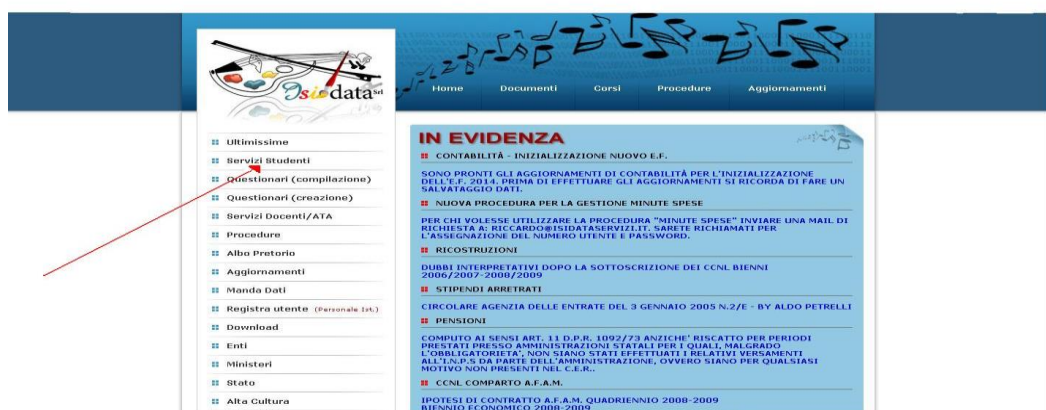 Isidata Srl
Home Documenti Corsi Procedure Aggiornamenti
Ultimissime
Servizi Studenti
Questionari (compilazione)
Questionari (creazione)
Servizi Docenti/ATA
Procedure
Albo Pretorio
Aggiornamenti
Manda Dati
Registra utente (Personale Ist.)
Download
Enti
Ministeri
Stato
Alta Cultura
IN EVIDENZA
CONTABILITÀ - INIZIALIZZAZIONE NUOVO E.F.
SONO PRONTI GLI AGGIORNAMENTI DI CONTABILITÀ PER L'INIZIALIZZAZIONE
DELL'E.F. 2014. PRIMA DI EFFETTUARE GLI AGGIORNAMENTI SI RICORDA DI FARE UN
SALVATAGGIO DATI.
NUOVA PROCEDURA PER LA GESTIONE MINUTE SPESE
PER CHI VOLESSE UTILIZZARE LA PROCEDURA "MINUTE SPESE" INVIARE UNA MAIL DI
RICHIESTA A: RICCARDO@ISIDATASERVIZI.IT. SARETE RICHIAMATI PER
L'ASSEGNAZIONE DEL NUMERO UTENTE E PASSWORD.
RICOSTRUZIONI
DUBBI INTERPRETATIVI DOPO LA SOTTOSCRIZIONE DEI CCNL BIENNI
2006/2007-2008/2009
STIPENDI ARRETRATI
CIRCOLARE AGENZIA DELLE ENTRATE DEL 3 GENNAIO 2005 N.2/E - BY ALDO PETRELLI
PENSIONI
COMPUTO AI SENSI ART. 11 D.P.R. 1092/73 ANZICHE' RISCATTO PER PERIODI
PRESTATI PRESSO AMMINISTRAZIONI STATALI PER I QUALI, MALGRADO
L'OBBLIGATORIETA', NON SIANO STATI EFFETTUATI I RELATIVI VERSAMENTI
ALL'I.N.P.S DA PARTE DELL'AMMINISTRAZIONE, OVVERO SIANO PER QUALSIASI
MOTIVO NON PRESENTI NEL C.E.R..
CCNL COMPARTO A.F.A.M.
IPOTESI DI CONTRATTO A.F.A.M. QUADRIENNIO 2008-2009
BIENNIO ECONOMICO 2008-2009